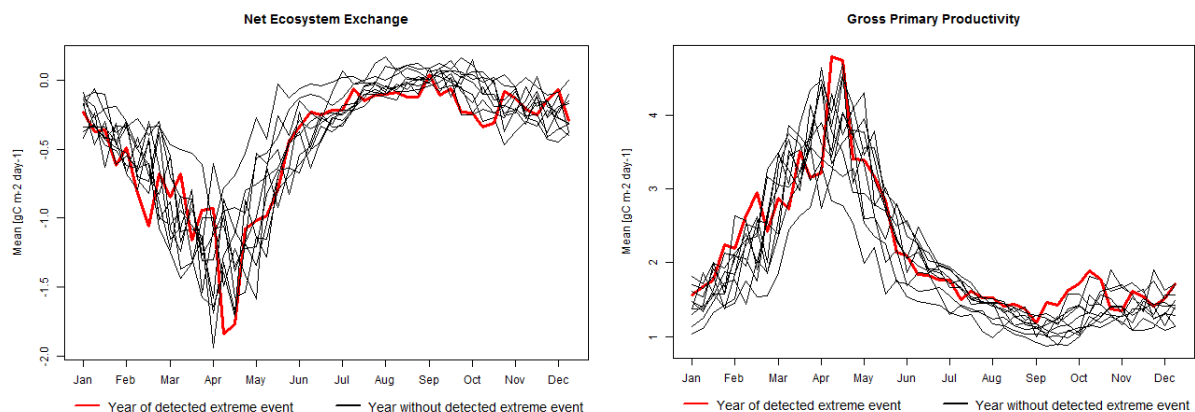 Net Ecosystem Exchange
Mean [gC m-2 day-1]
0.0
-0.5
-1.0
-1.5
-2.0
Jan Feb Mar Apr May Jun Jul Aug Sep Oct Nov Dec
Year of detected extreme event Year without detected extreme event
Gross Primary Productivity
Mean [gC m-2 day-1]
4
3
2
1
Jan Feb Mar Apr May Jun Jul Aug Sep Oct Nov Dec
Year of detected extreme event Year without detected extreme event